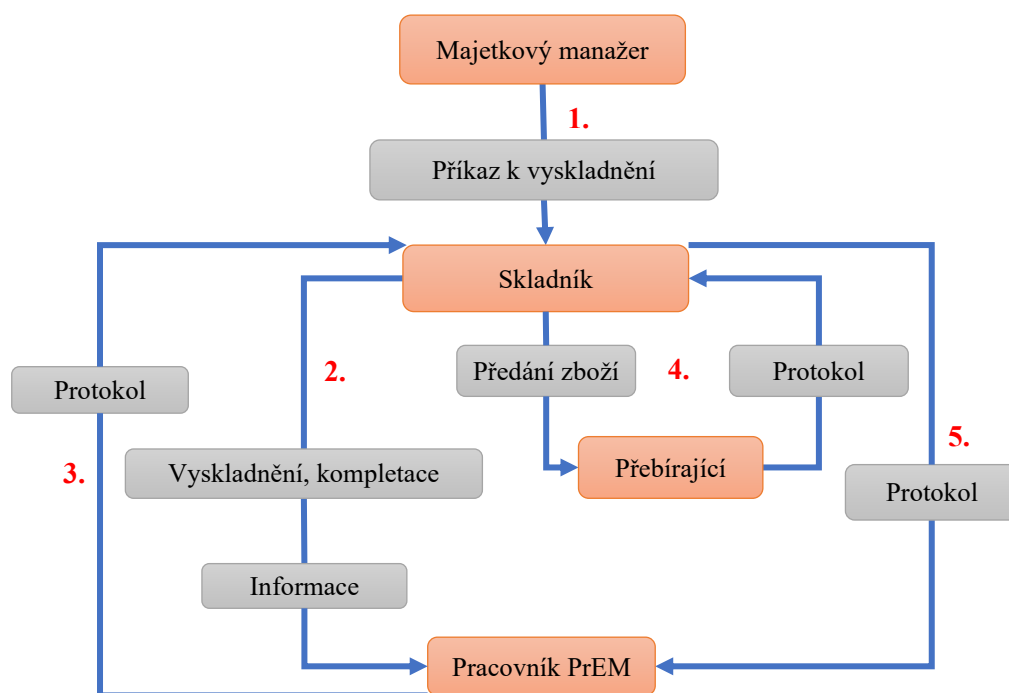 Majetkový manažer
1.
Příkaz k vyskladnění
Skladník
2.
Předání zboží
4.
Protokol
Protokol
3.
Vyskladnění, kompletace
Přebírající
5.
Protokol
Informace
Pracovník PrEM